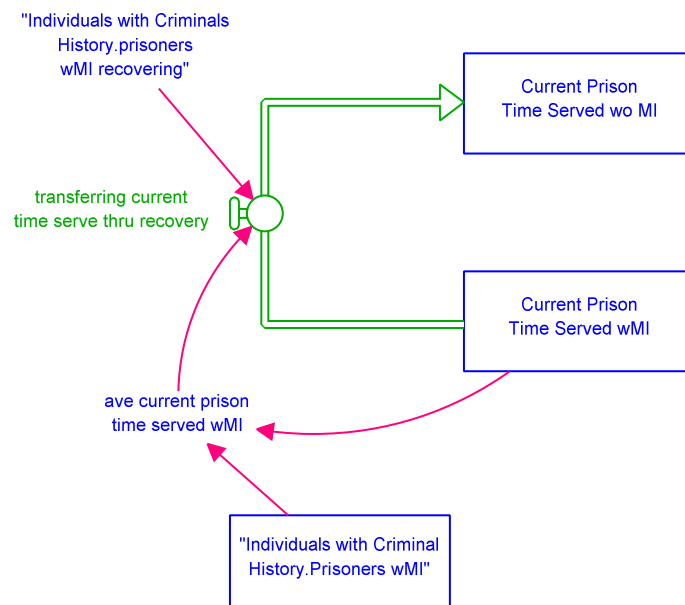 "Individuals with Criminals
History.prisoners
wMI recovering"
Current Prison
Time Served wo MI
transferring current
time serve thru recovery
Current Prison
Time Served wMI
ave current prison
time served wMI
"Individuals with Criminal
History.Prisoners wMI"